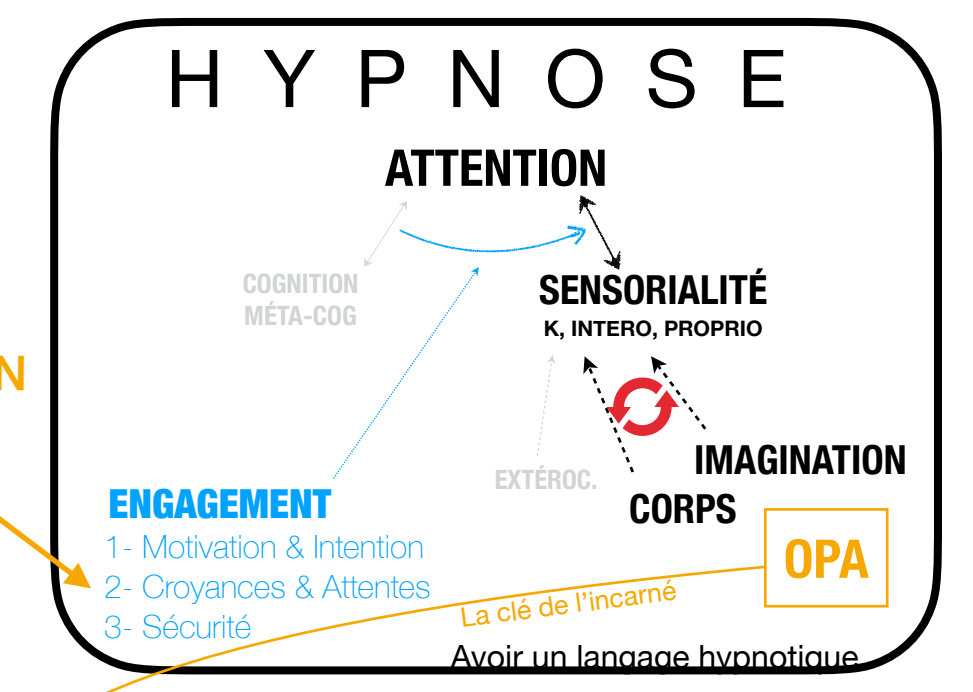 HYPNOSE
ATTENTION
COGNITION
MÉTA-COG
SENSORIALITÉ
K, INTERO, PROPRIO
N
EXTÉROC.
IMAGINATION
CORPS
ENGAGEMENT
1- Motivation & Intention
2- Croyances & Attentes
3- Sécurité
OPA
La clé de l'incarné
Avoir un langage hypnotique